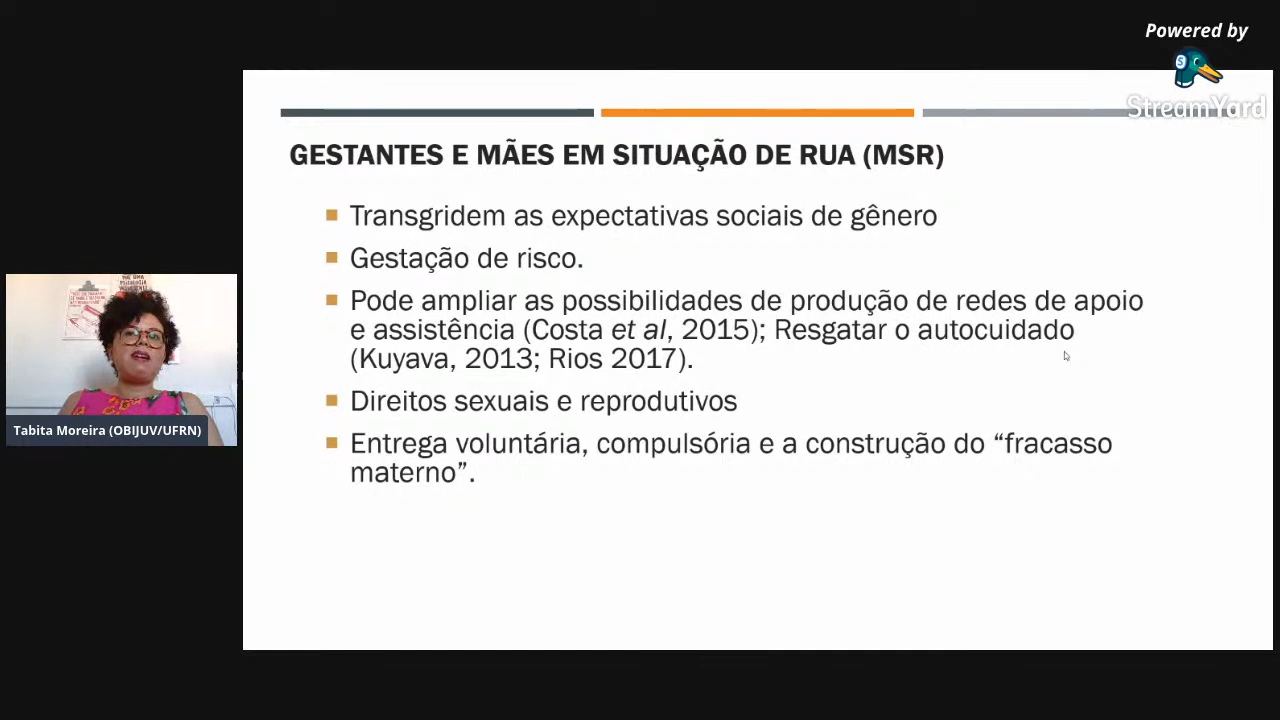 Powered by
StreamYard
GESTANTES E MÃES EM SITUAÇÃO DE RUA (MSR)
Transgridem as expectativas sociais de gênero
Gestação de risco.
Pode ampliar as possibilidades de produção de redes de apoio
e assistência (Costa et al, 2015); Resgatar o autocuidado
(Kuyava, 2013; Rios 2017).
Direitos sexuais e reprodutivos
Entrega voluntária, compulsória e a construção do “fracasso
materno”.
Tabita Moreira (OBIJUV/UFRN)